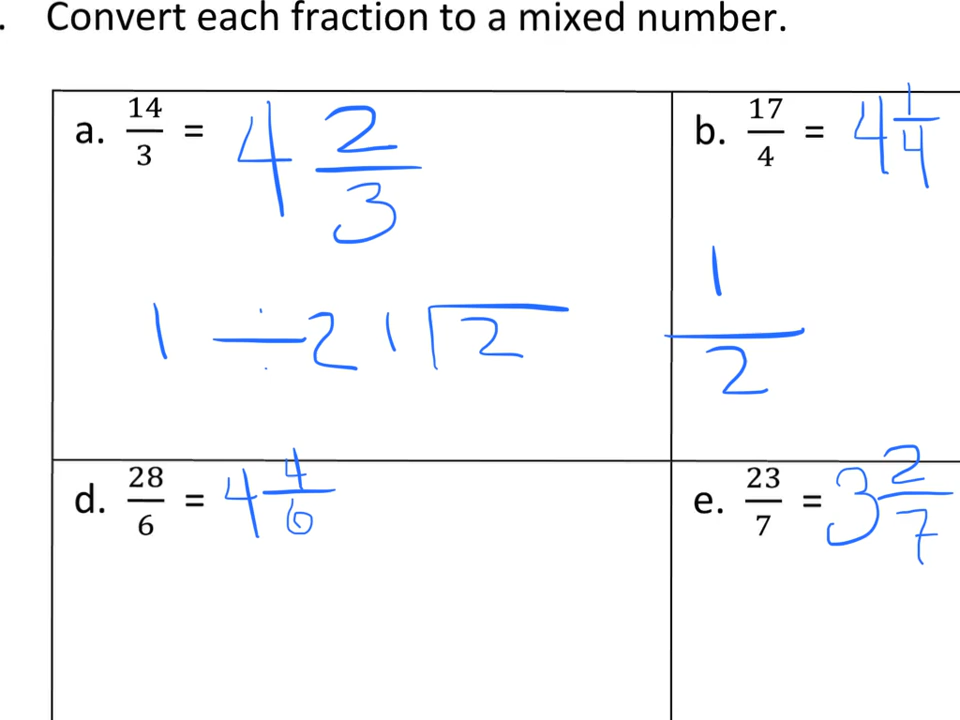 . Convert each fraction to a mixed number.
a. 14/3 = 4 2/3
b. 17/4 = 4 1/4
1 ÷ 2 1⟌2
1/2
d. 28/6 = 4 4/6
e. 23/7 = 3 2/7